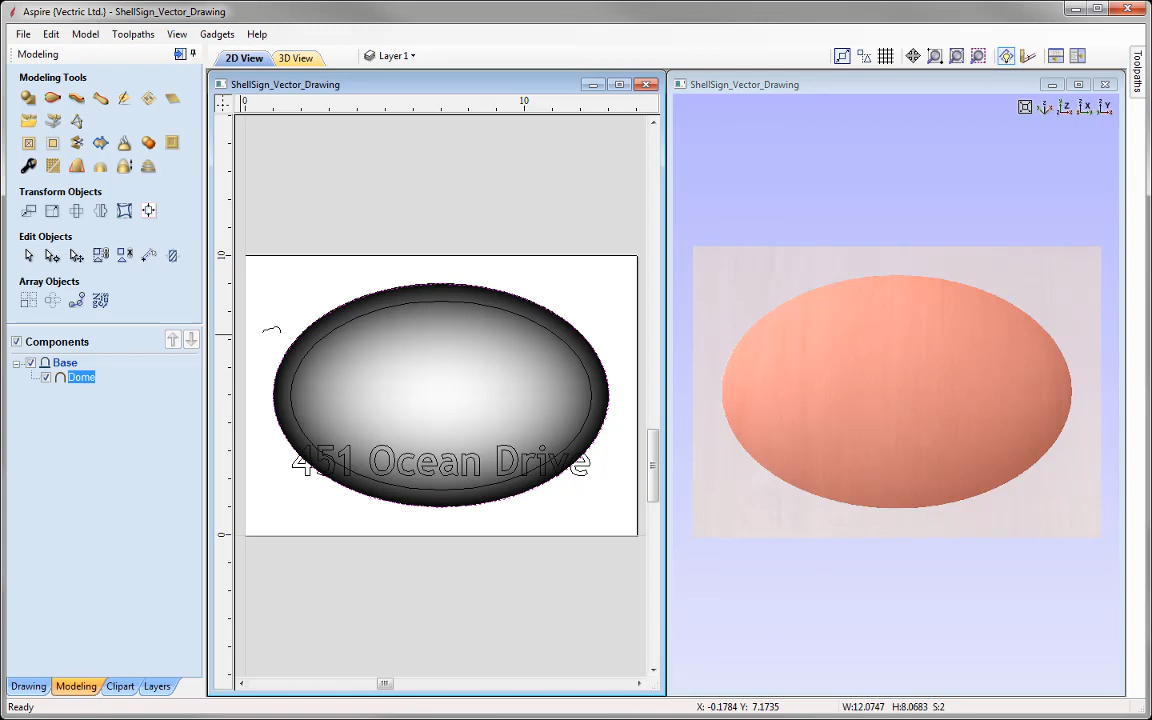 Aspire {Vectric Ltd.} - ShellSign_Vector_Drawing
File Edit Model Toolpaths View Gadgets Help
Modeling
2D View 3D View Layer 1
Toolpaths
Modeling Tools
Transform Objects
Edit Objects
Array Objects
Components
Base
Dome
ShellSign_Vector_Drawing
0 10
10
0
451 Ocean Drive
ShellSign_Vector_Drawing
Z X Y
Drawing Modeling Clipart Layers
Ready X: -0.1784 Y: 7.1735 W:12.0747 H:8.0683 S:2